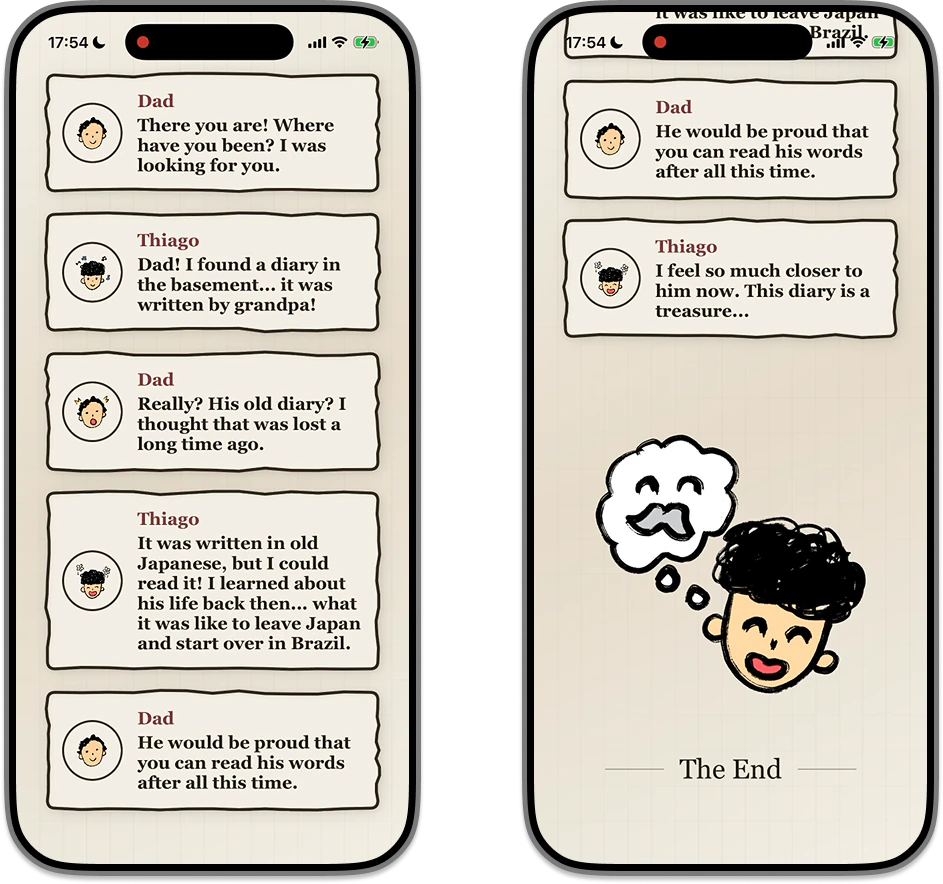 17:54
Dad
There you are! Where
have you been? I was
looking for you.
Thiago
Dad! I found a diary in
the basement... it was
written by grandpa!
Dad
Really? His old diary? I
thought that was lost a
long time ago.
Thiago
It was written in old
Japanese, but I could
read it! I learned about
his life back then... what
it was like to leave Japan
and start over in Brazil.
Dad
He would be proud that
you can read his words
after all this time.
it was like to leave Japan
17:54
Brazil.
Dad
He would be proud that
you can read his words
after all this time.
Thiago
I feel so much closer to
him now. This diary is a
treasure...
The End